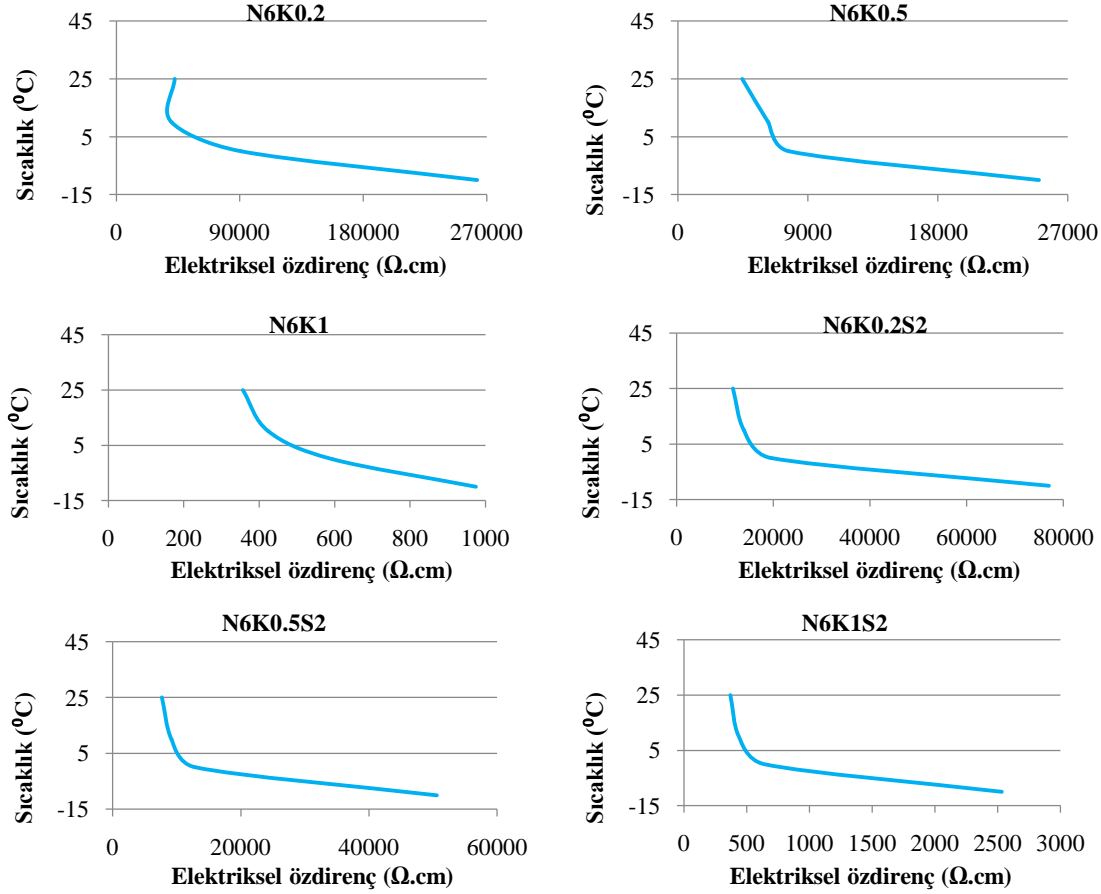 N6K0.2
45
25
5
-15
Sıcaklık (⁰C)
0 90000 180000 270000
Elektriksel özdirenç (Ω.cm)
N6K0.5
45
25
5
-15
Sıcaklık (⁰C)
0 9000 18000 27000
Elektriksel özdirenç (Ω.cm)
N6K1
45
25
5
-15
Sıcaklık (⁰C)
0 200 400 600 800 1000
Elektriksel özdirenç (Ω.cm)
N6K0.2S2
45
25
5
-15
Sıcaklık (⁰C)
0 20000 40000 60000 80000
Elektriksel özdirenç (Ω.cm)
N6K0.5S2
45
25
5
-15
Sıcaklık (⁰C)
0 20000 40000 60000
Elektriksel özdirenç (Ω.cm)
N6K1S2
45
25
5
-15
Sıcaklık (⁰C)
0 500 1000 1500 2000 2500 3000
Elektriksel özdirenç (Ω.cm)